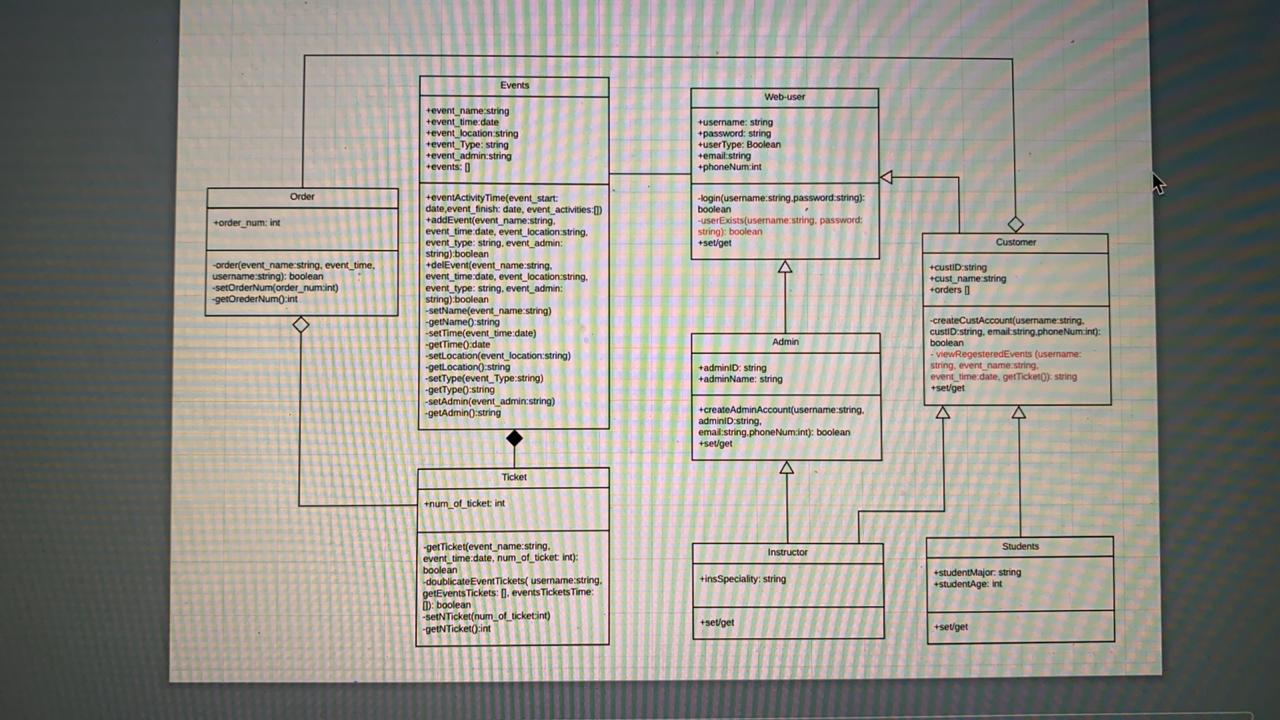 Events
+event_name:string
+event_time:date
+event_location:string
+event_Type: string
+event_admin:string
+events: []
+eventActivityTime(event_start:
date,event_finish: date, event_activities:[])
+addEvent(event_name:string,
event_time:date, event_location:string,
event_type: string, event_admin:
string):boolean
+delEvent(event_name:string,
event_time:date, event_location:string,
event_type: string, event_admin:
string):boolean
-setName(event_name:string)
-getName():string
-setTime(event_time:date)
-getTime():date
-setLocation(event_location:string)
-getLocation():string
-setType(event_Type:string)
-getType():string
-setAdmin(event_admin:string)
-getAdmin():string
Web-user
+username: string
+password: string
+userType: Boolean
+email:string
+phoneNum:int
-login(username:string,password:string):
boolean
-userExists(username:string, password:
string): boolean
+set/get
Order
+order_num: int
-order(event_name:string, event_time,
username:string): boolean
-setOrderNum(order_num:int)
-getOrederNum():int
Customer
+custID:string
+cust_name:string
+orders []
-createCustAccount(username:string,
custID:string, email:string,phoneNum:int):
boolean
- viewRegesteredEvents (username:
string, event_name:string,
event_time:date, getTicket()): string
+set/get
Admin
+adminID: string
+adminName: string
+createAdminAccount(username:string,
adminID:string,
email:string,phoneNum:int): boolean
+set/get
Ticket
+num_of_ticket: int
-getTicket(event_name:string,
event_time:date, num_of_ticket: int):
boolean
-doublicateEventTickets( username:string,
getEventsTickets: [], eventsTicketsTime:
[]): boolean
-setNTicket(num_of_ticket:int)
-getNTicket():int
Instructor
+insSpeciality: string
+set/get
Students
+studentMajor: string
+studentAge: int
+set/get